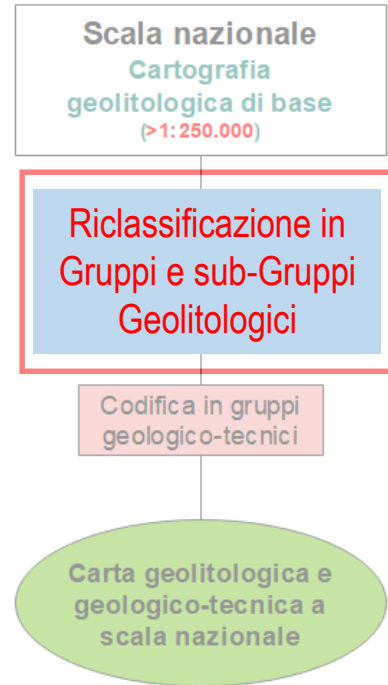 Scala nazionale
Cartografia
geolitologica di base
(>1:250.000)
Riclassificazione in
Gruppi e sub-Gruppi
Geolitologici
Codifica in gruppi
geologico-tecnici
Carta geolitologica e
geologico-tecnica a
scala nazionale